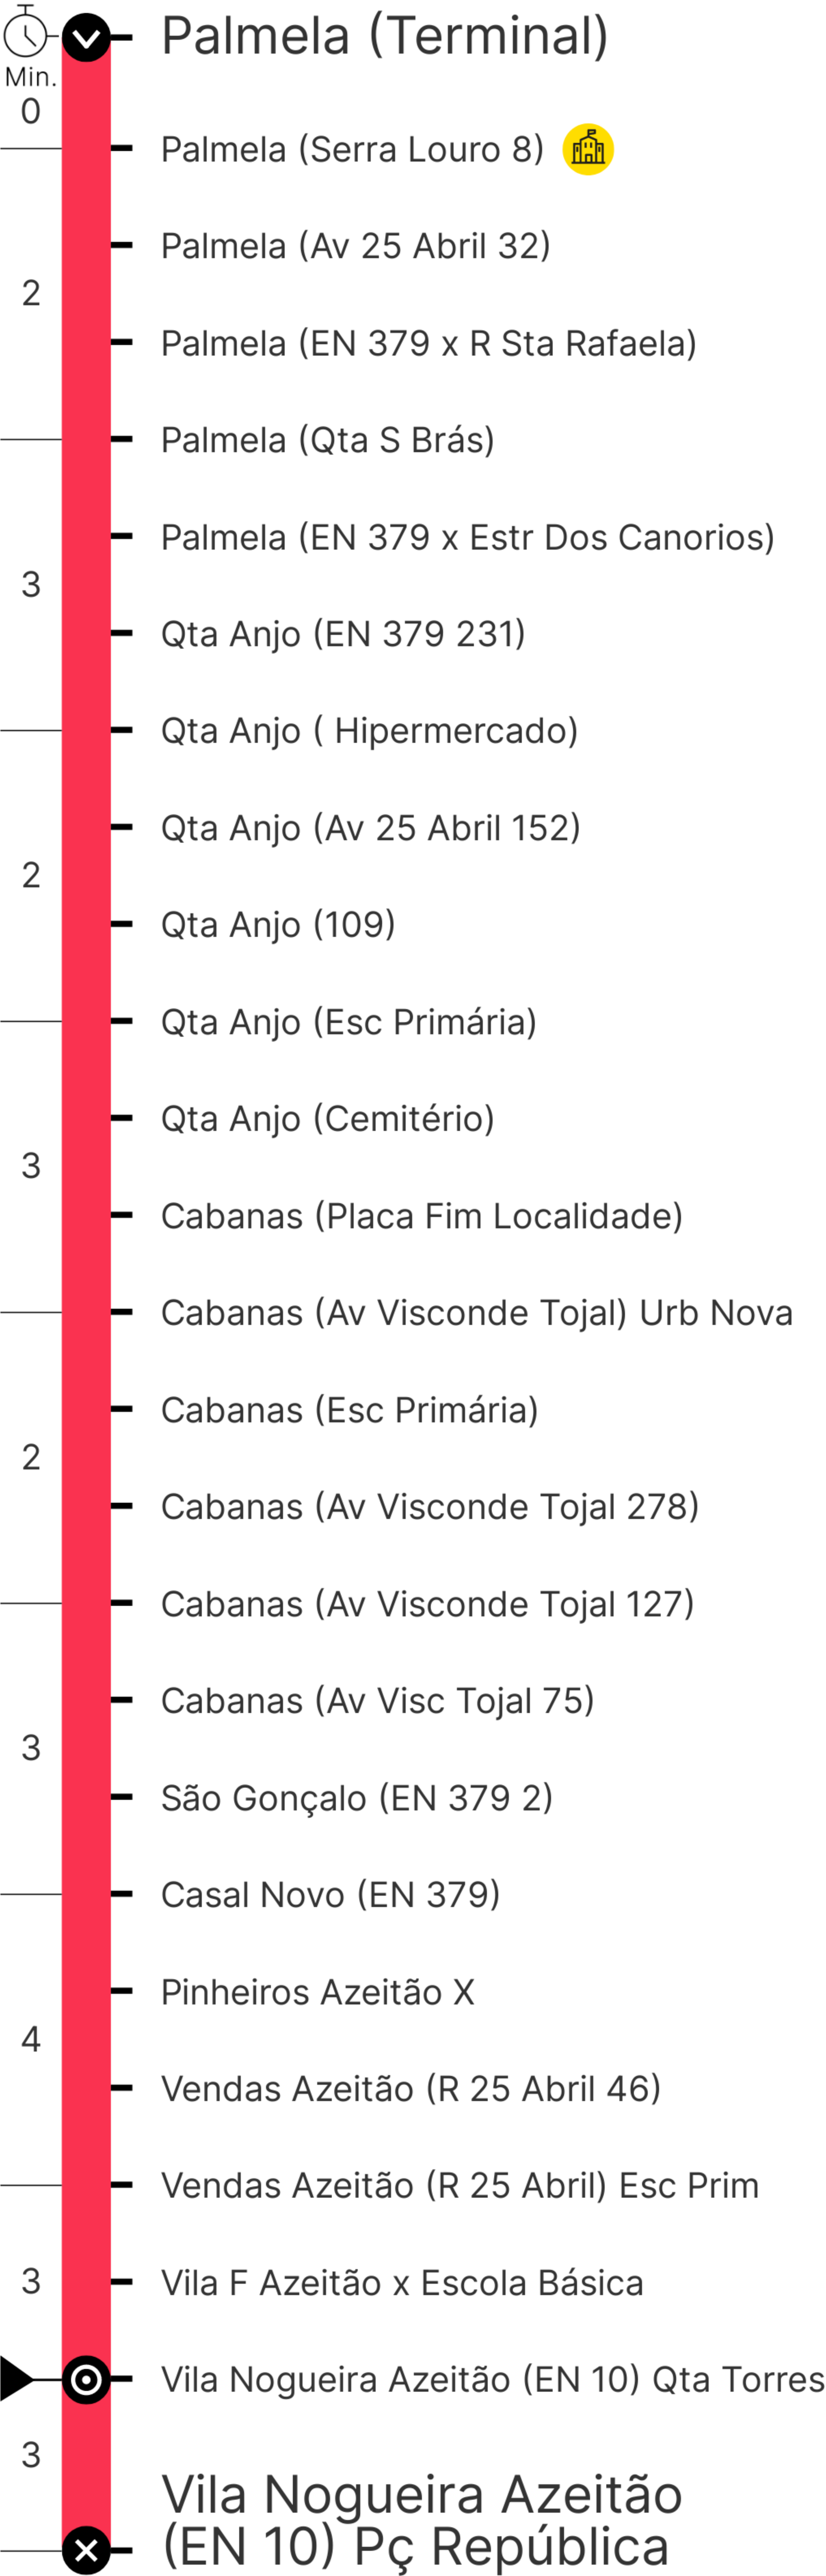 Palmela (Terminal)
Min.
0
Palmela (Serra Louro 8)
Palmela (Av 25 Abril 32)
2
Palmela (EN 379 x R Sta Rafaela)
Palmela (Qta S Brás)
Palmela (EN 379 x Estr Dos Canorios)
3
Qta Anjo (EN 379 231)
Qta Anjo ( Hipermercado)
Qta Anjo (Av 25 Abril 152)
2
Qta Anjo (109)
Qta Anjo (Esc Primária)
Qta Anjo (Cemitério)
3
Cabanas (Placa Fim Localidade)
Cabanas (Av Visconde Tojal) Urb Nova
Cabanas (Esc Primária)
2
Cabanas (Av Visconde Tojal 278)
Cabanas (Av Visconde Tojal 127)
Cabanas (Av Visc Tojal 75)
3
São Gonçalo (EN 379 2)
Casal Novo (EN 379)
Pinheiros Azeitão X
4
Vendas Azeitão (R 25 Abril 46)
Vendas Azeitão (R 25 Abril) Esc Prim
3
Vila F Azeitão x Escola Básica
Vila Nogueira Azeitão (EN 10) Qta Torres
3
Vila Nogueira Azeitão
(EN 10) Pç República